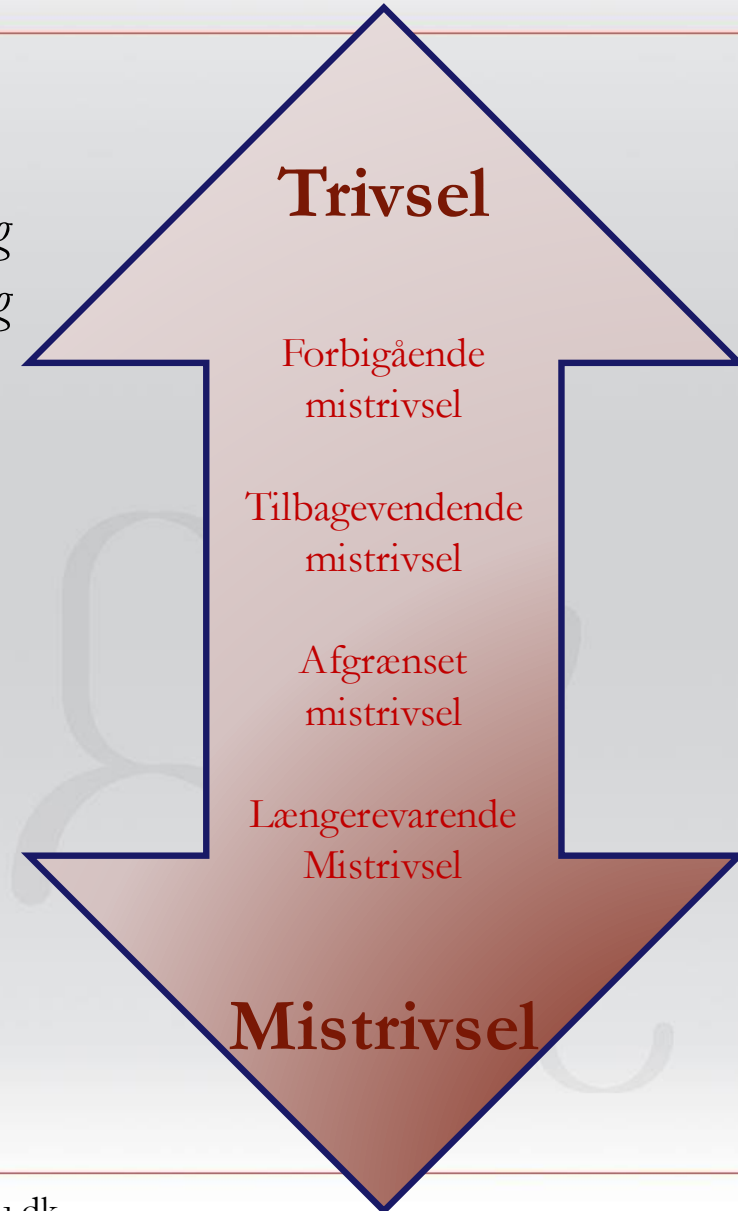 Trivsel
Forbigående
mistrivsel
Tilbagevendende
mistrivsel
Afgrænset
mistrivsel
Længerevarende
Mistrivsel
Mistrivsel